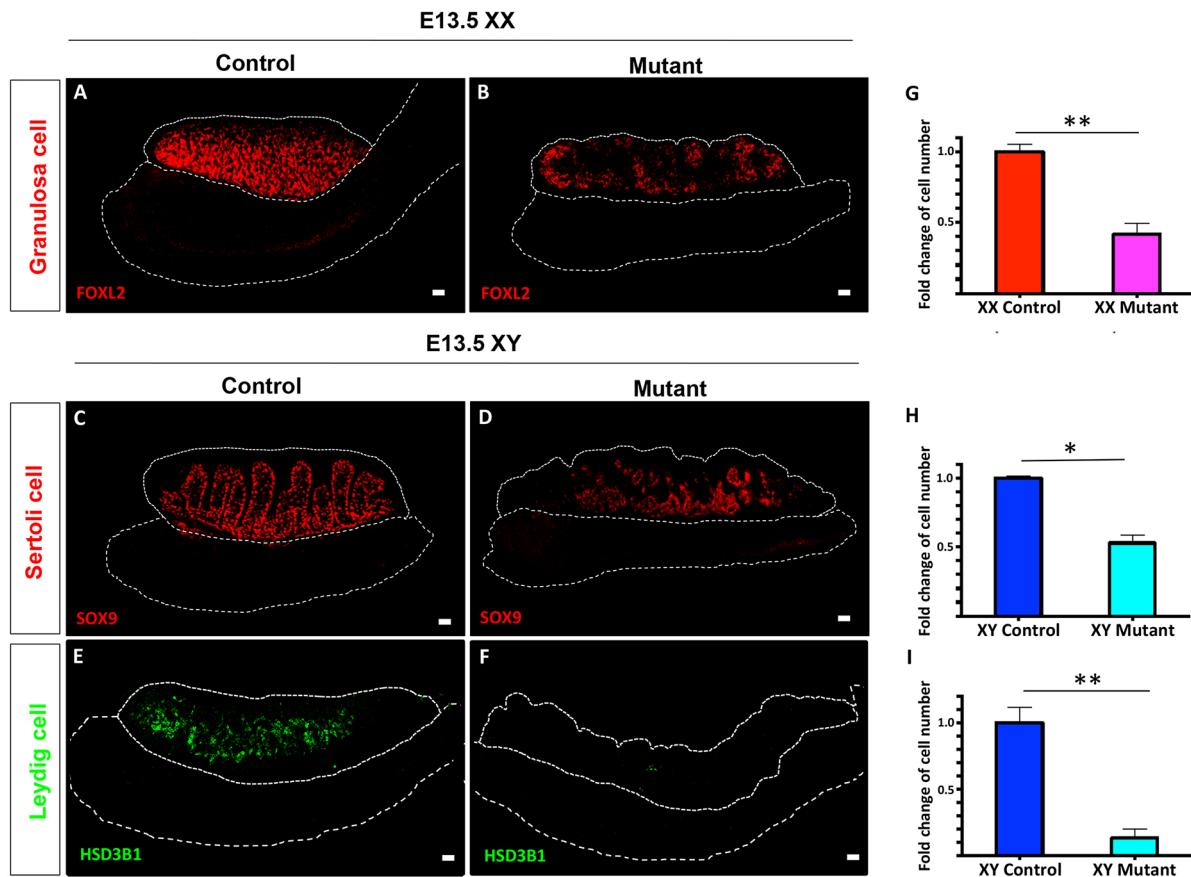 E13.5 XX
Control
Mutant
Granulosa cell
A
FOXL2
B
FOXL2
G
Fold change of cell number
**
1.0
0.5
XX Control
XX Mutant
E13.5 XY
Control
Mutant
Sertoli cell
C
SOX9
D
SOX9
H
Fold change of cell number
*
1.0
0.5
XY Control
XY Mutant
Leydig cell
E
HSD3B1
F
HSD3B1
I
Fold change of cell number
**
1.0
0.5
XY Control
XY Mutant